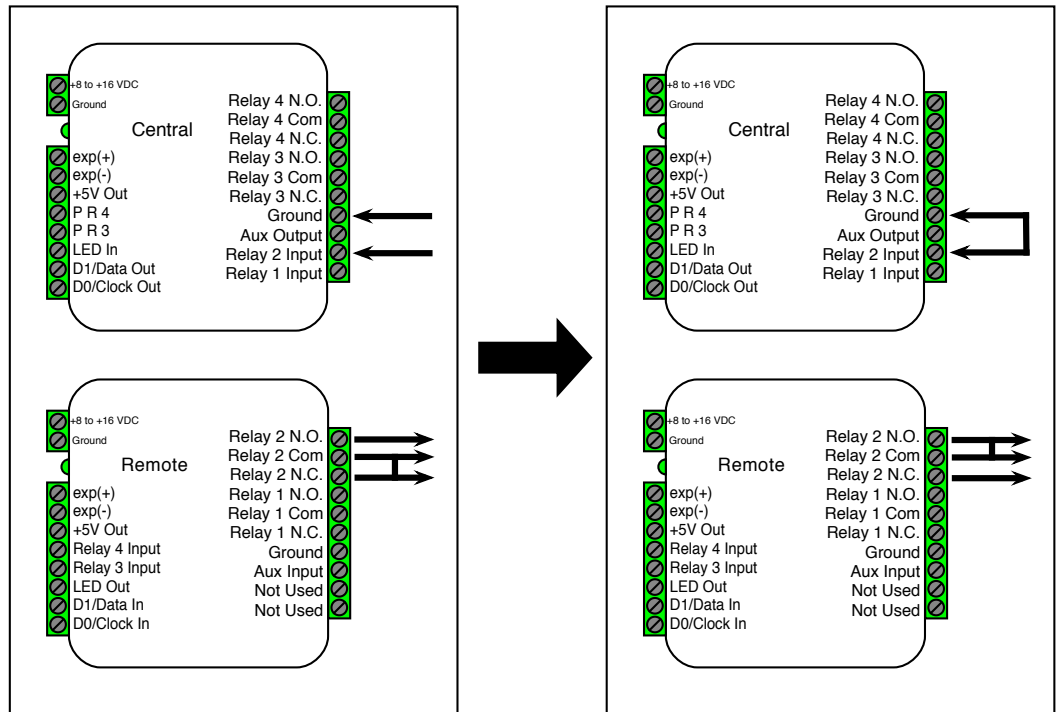 +8 to +16 VDC
Ground
Central
exp(+)
exp(-)
+5V Out
P R 4
P R 3
LED In
D1/Data Out
D0/Clock Out
Relay 4 N.O.
Relay 4 Com
Relay 4 N.C.
Relay 3 N.O.
Relay 3 Com
Relay 3 N.C.
Ground
Aux Output
Relay 2 Input
Relay 1 Input
+8 to +16 VDC
Ground
Remote
exp(+)
exp(-)
+5V Out
Relay 4 Input
Relay 3 Input
LED Out
D1/Data In
D0/Clock In
Relay 2 N.O.
Relay 2 Com
Relay 2 N.C.
Relay 1 N.O.
Relay 1 Com
Relay 1 N.C.
Ground
Aux Input
Not Used
Not Used
+8 to +16 VDC
Ground
Central
exp(+)
exp(-)
+5V Out
P R 4
P R 3
LED In
D1/Data Out
D0/Clock Out
Relay 4 N.O.
Relay 4 Com
Relay 4 N.C.
Relay 3 N.O.
Relay 3 Com
Relay 3 N.C.
Ground
Aux Output
Relay 2 Input
Relay 1 Input
+8 to +16 VDC
Ground
Remote
exp(+)
exp(-)
+5V Out
Relay 4 Input
Relay 3 Input
LED Out
D1/Data In
D0/Clock In
Relay 2 N.O.
Relay 2 Com
Relay 2 N.C.
Relay 1 N.O.
Relay 1 Com
Relay 1 N.C.
Ground
Aux Input
Not Used
Not Used